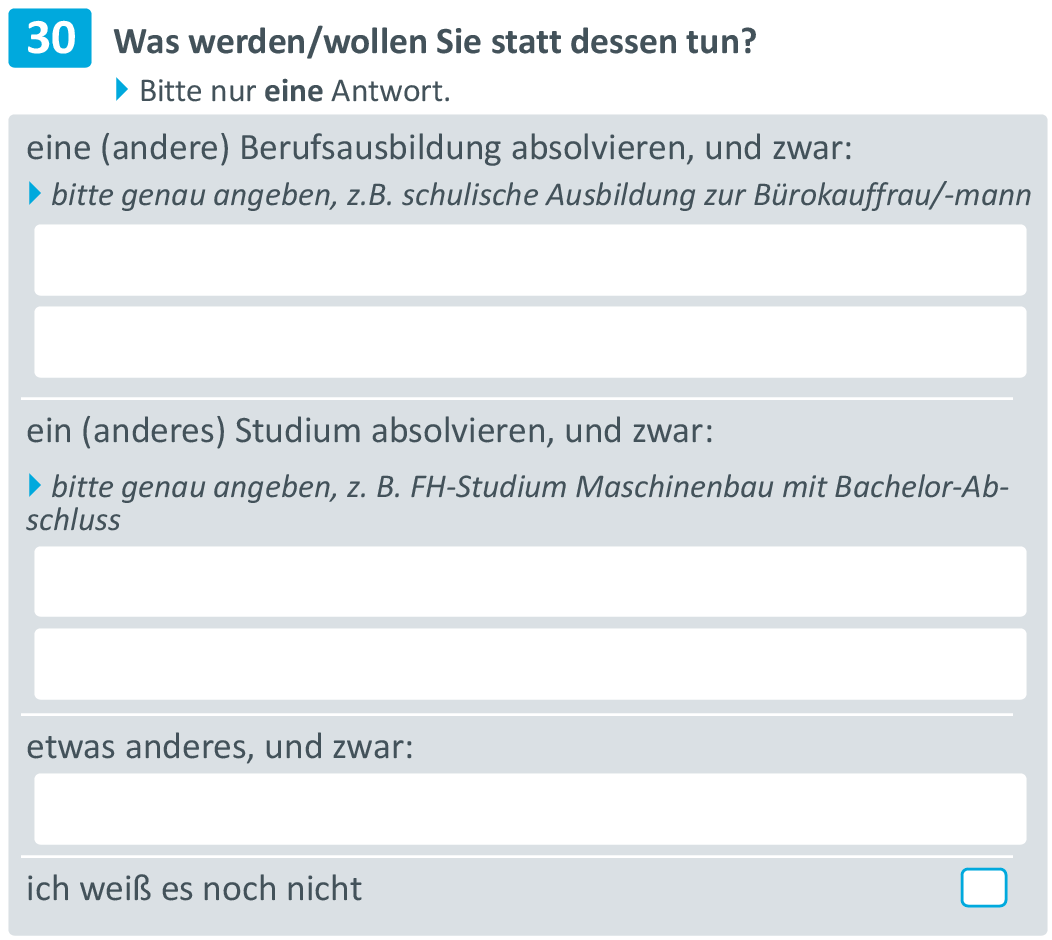 30 Was werden/wollen Sie statt dessen tun?
Bitte nur eine Antwort.
eine (andere) Berufsausbildung absolvieren, und zwar:
bitte genau angeben, z.B. schulische Ausbildung zur Bürokauffrau/-mann
ein (anderes) Studium absolvieren, und zwar:
bitte genau angeben, z. B. FH-Studium Maschinenbau mit Bachelor-Ab-
schluss
etwas anderes, und zwar:
ich weiß es noch nicht